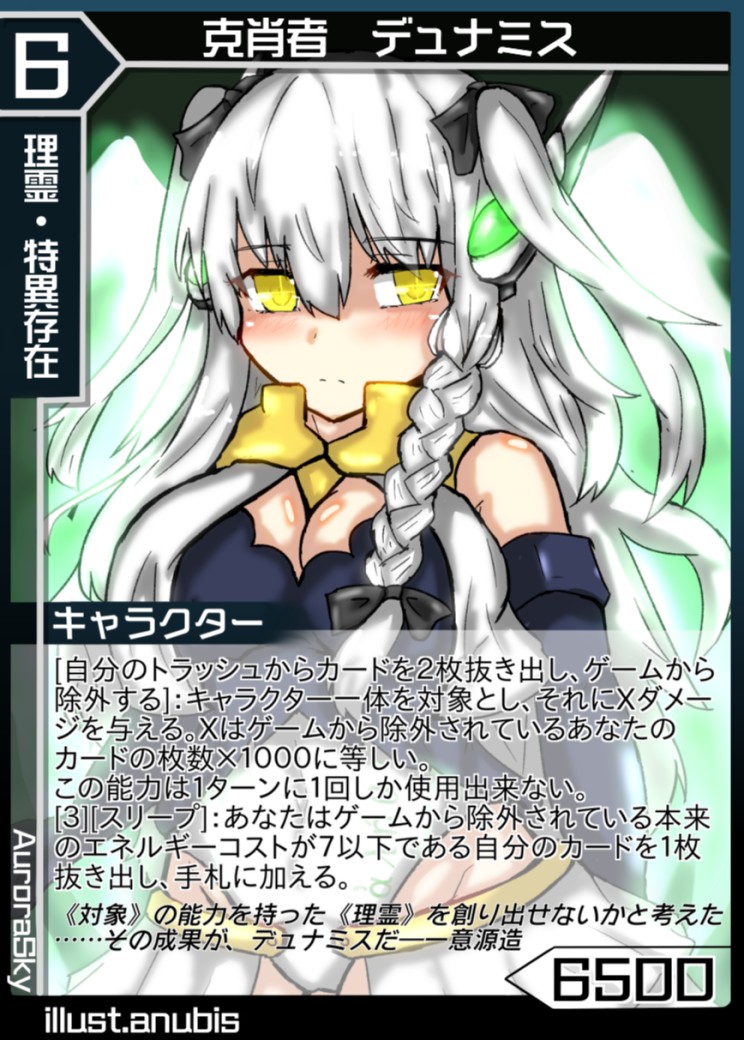 6
克肖者 デュナミス
理霊・特異存在
キャラクター
[自分のトラッシュからカードを2枚抜き出し、ゲームから
除外する]:キャラクター一体を対象とし、それにXダメー
ジを与える。Xはゲームから除外されているあなたの
カードの枚数×1000に等しい。
この能力は1ターンに1回しか使用出来ない。
[3][スリープ]:あなたはゲームから除外されている本来
のエネルギーコストが7以下である自分のカードを1枚
抜き出し、手札に加える。
《対象》の能力を持った《理霊》を創り出せないかと考えた
……その成果が、デュナミスだ――意源造
AuroraSky
6500
illust.anubis